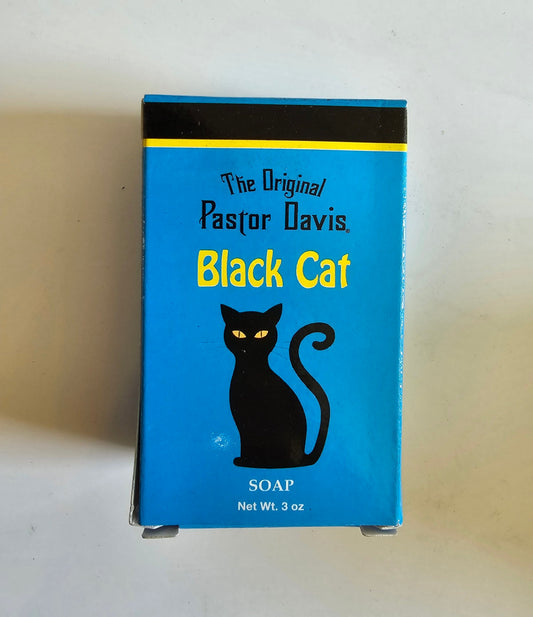 The Original
Pastor Davis®
Black Cat
SOAP
Net Wt. 3 oz